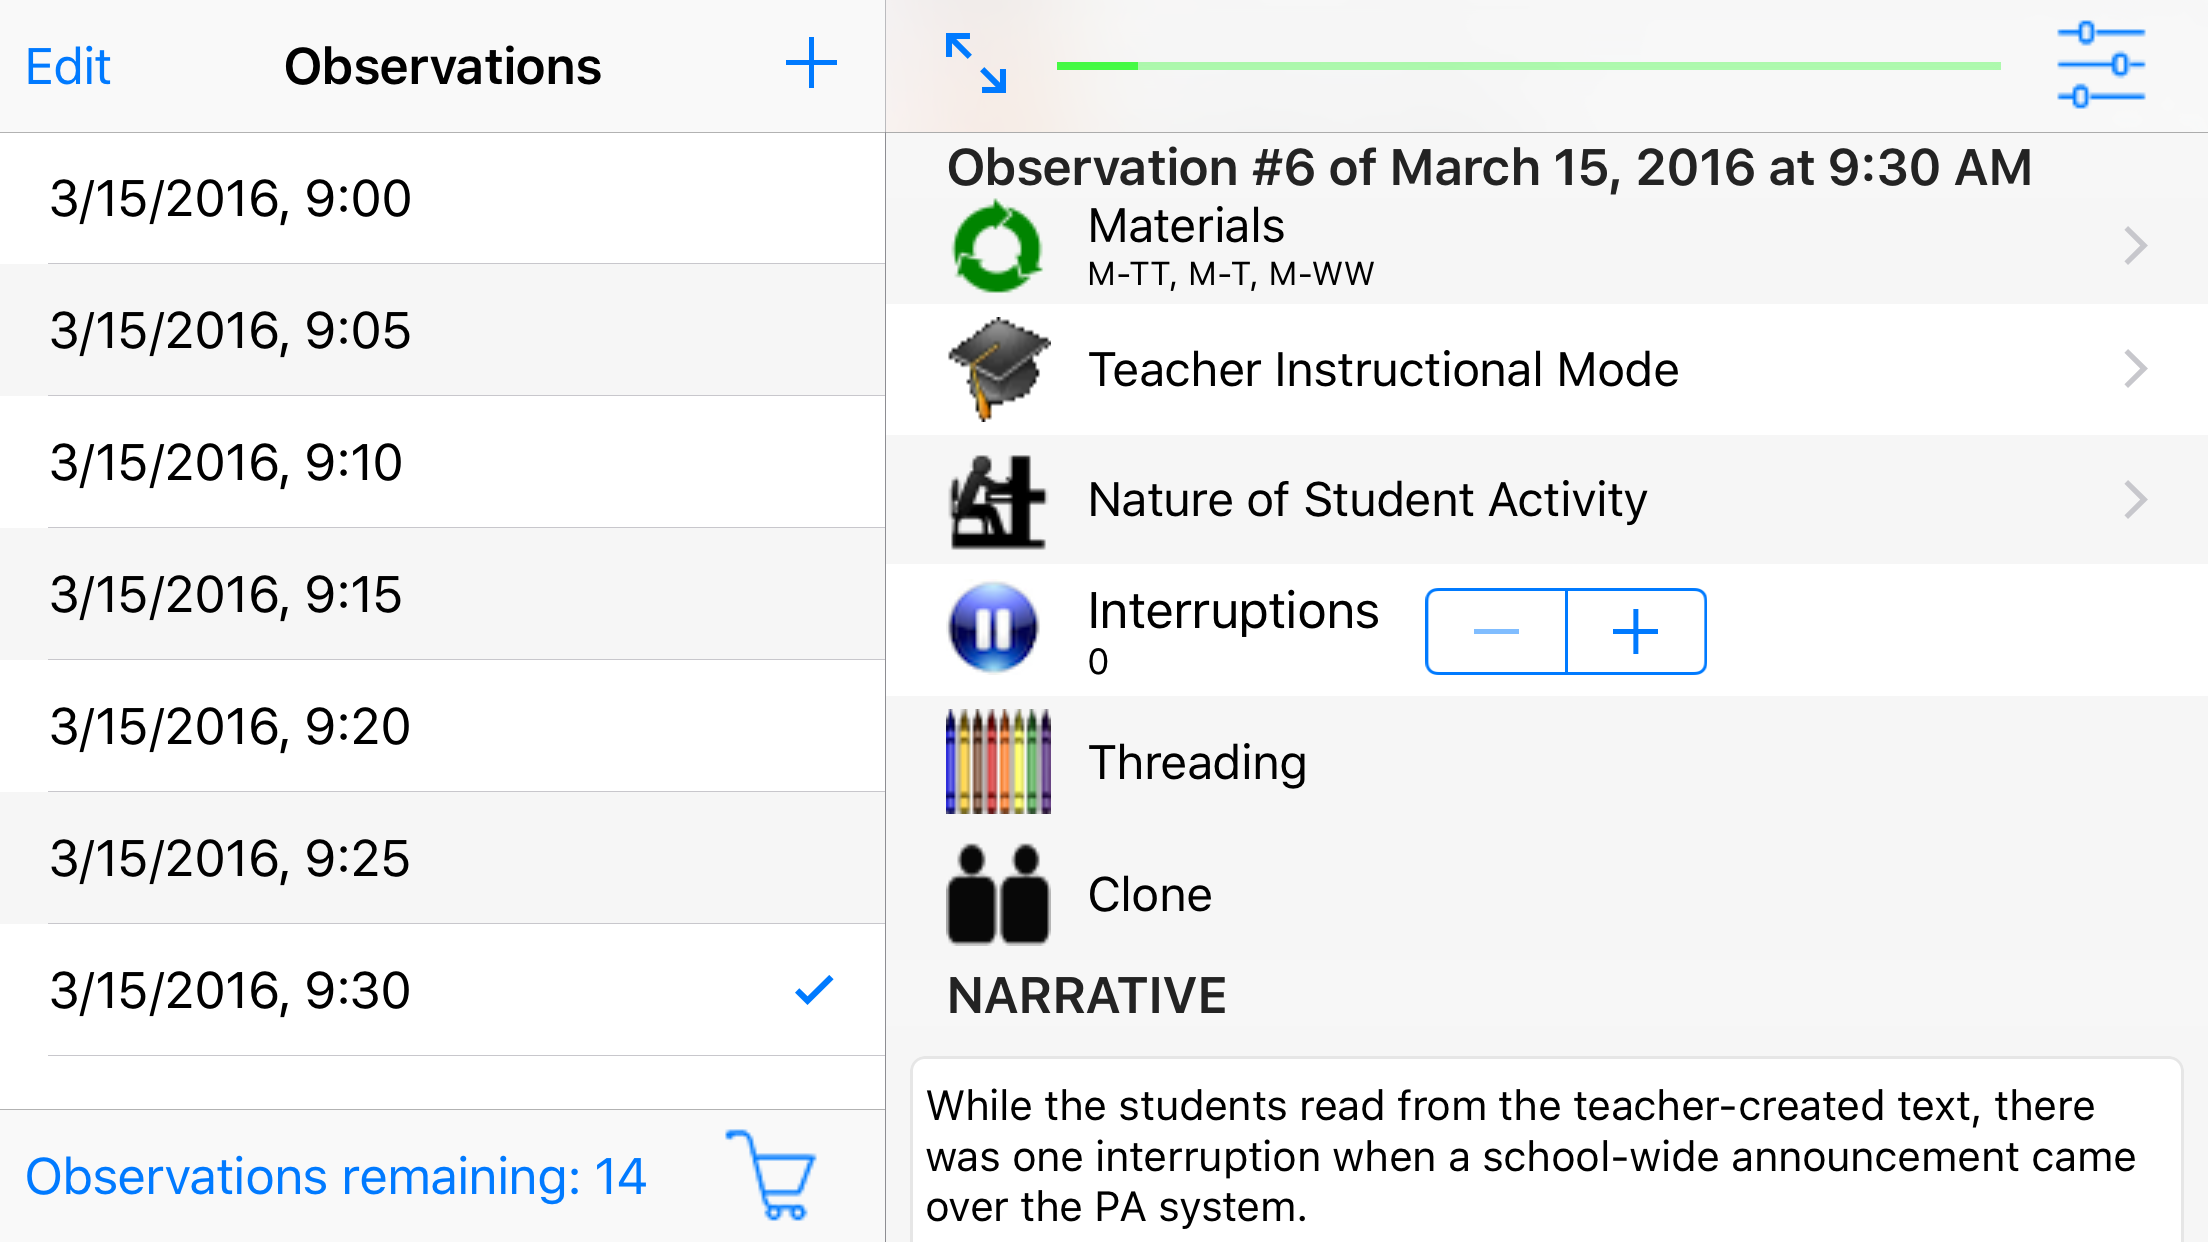 Edit
Observations
3/15/2016, 9:00
3/15/2016, 9:05
3/15/2016, 9:10
3/15/2016, 9:15
3/15/2016, 9:20
3/15/2016, 9:25
3/15/2016, 9:30
Observations remaining: 14
Observation #6 of March 15, 2016 at 9:30 AM
Materials
M-TT, M-T, M-WW
Teacher Instructional Mode
Nature of Student Activity
Interruptions
0
Threading
Clone
NARRATIVE
While the students read from the teacher-created text, there
was one interruption when a school-wide announcement came
over the PA system.